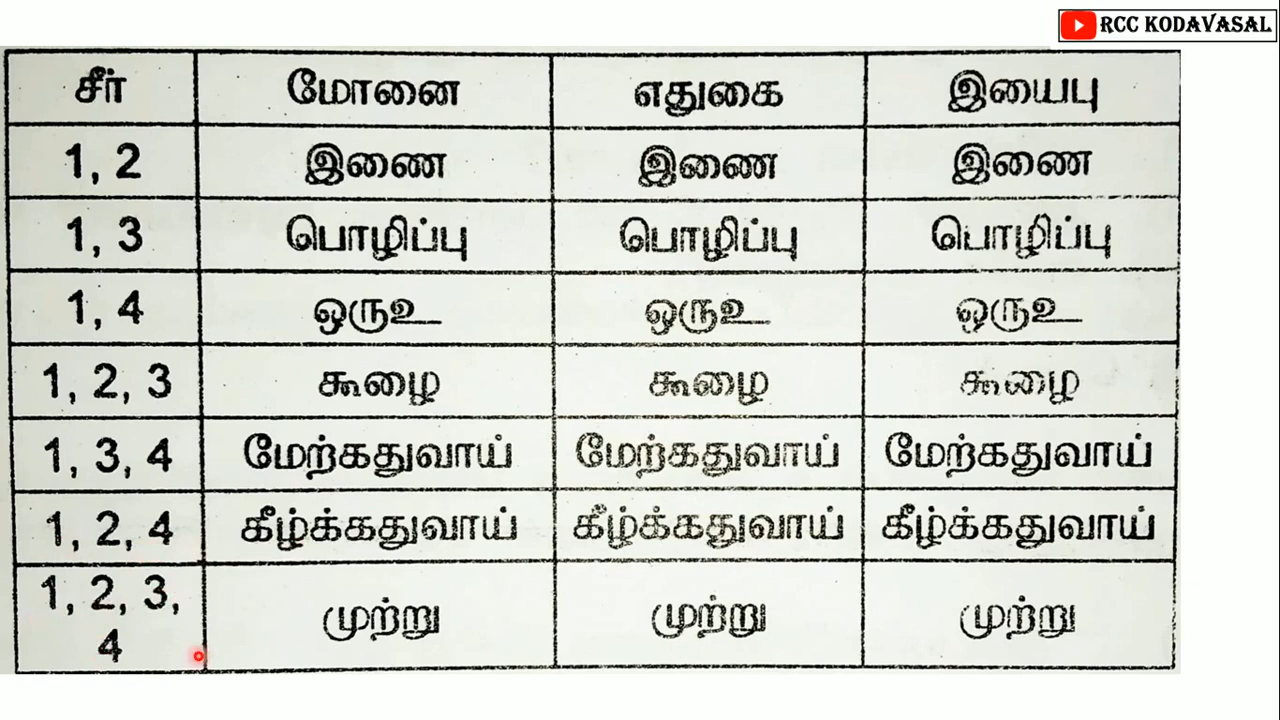 RCC KODAVASAL
சீர் மோனை எதுகை இயைபு
1, 2 இணை இணை இணை
1, 3 பொழிப்பு பொழிப்பு பொழிப்பு
1, 4 ஒரூஉ ஒரூஉ ஒரூஉ
1, 2, 3 கூழை கூழை கூழை
1, 3, 4 மேற்கதுவாய் மேற்கதுவாய் மேற்கதுவாய்
1, 2, 4 கீழ்க்கதுவாய் கீழ்க்கதுவாய் கீழ்க்கதுவாய்
1, 2, 3,
4 முற்று முற்று முற்று